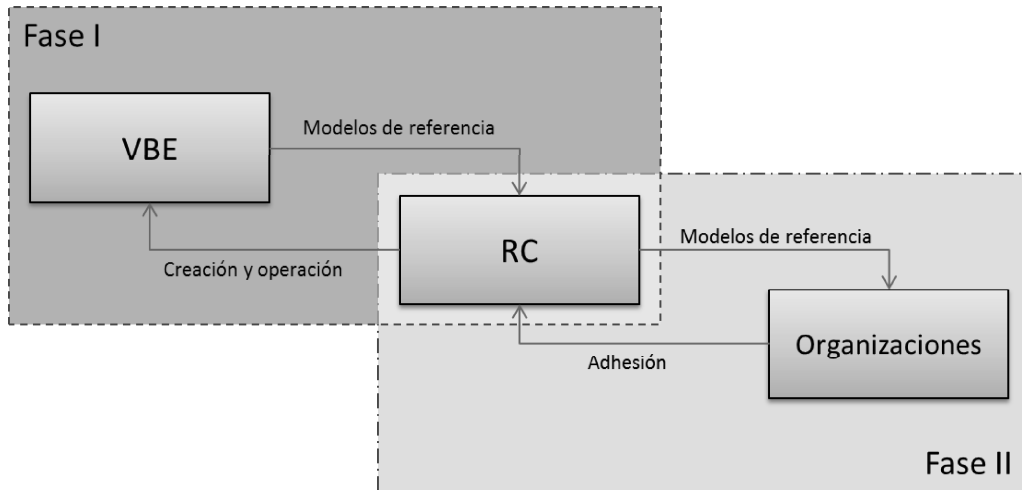 Fase I
VBE
Modelos de referencia
RC
Creación y operación
Modelos de referencia
Organizaciones
Adhesión
Fase II